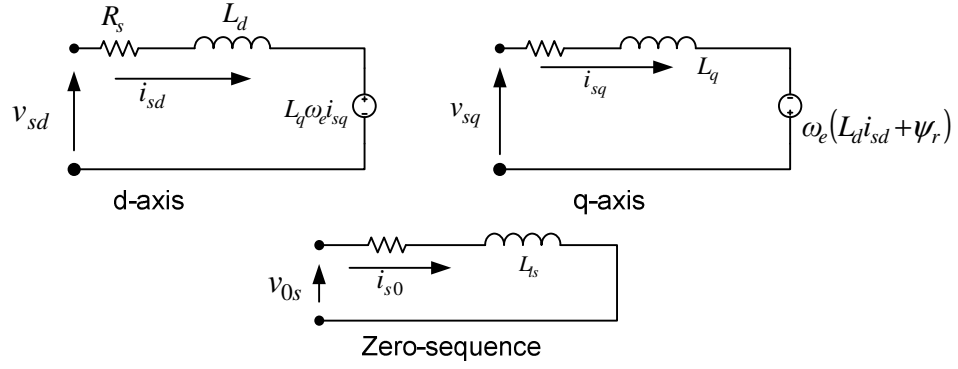 R_s
L_d
i_sd
v_sd
L_qω_ei_sq
d-axis
L_q
i_sq
v_sq
ω_e(L_di_sd+ψ_r)
q-axis
L_ls
i_s0
v_0s
Zero-sequence